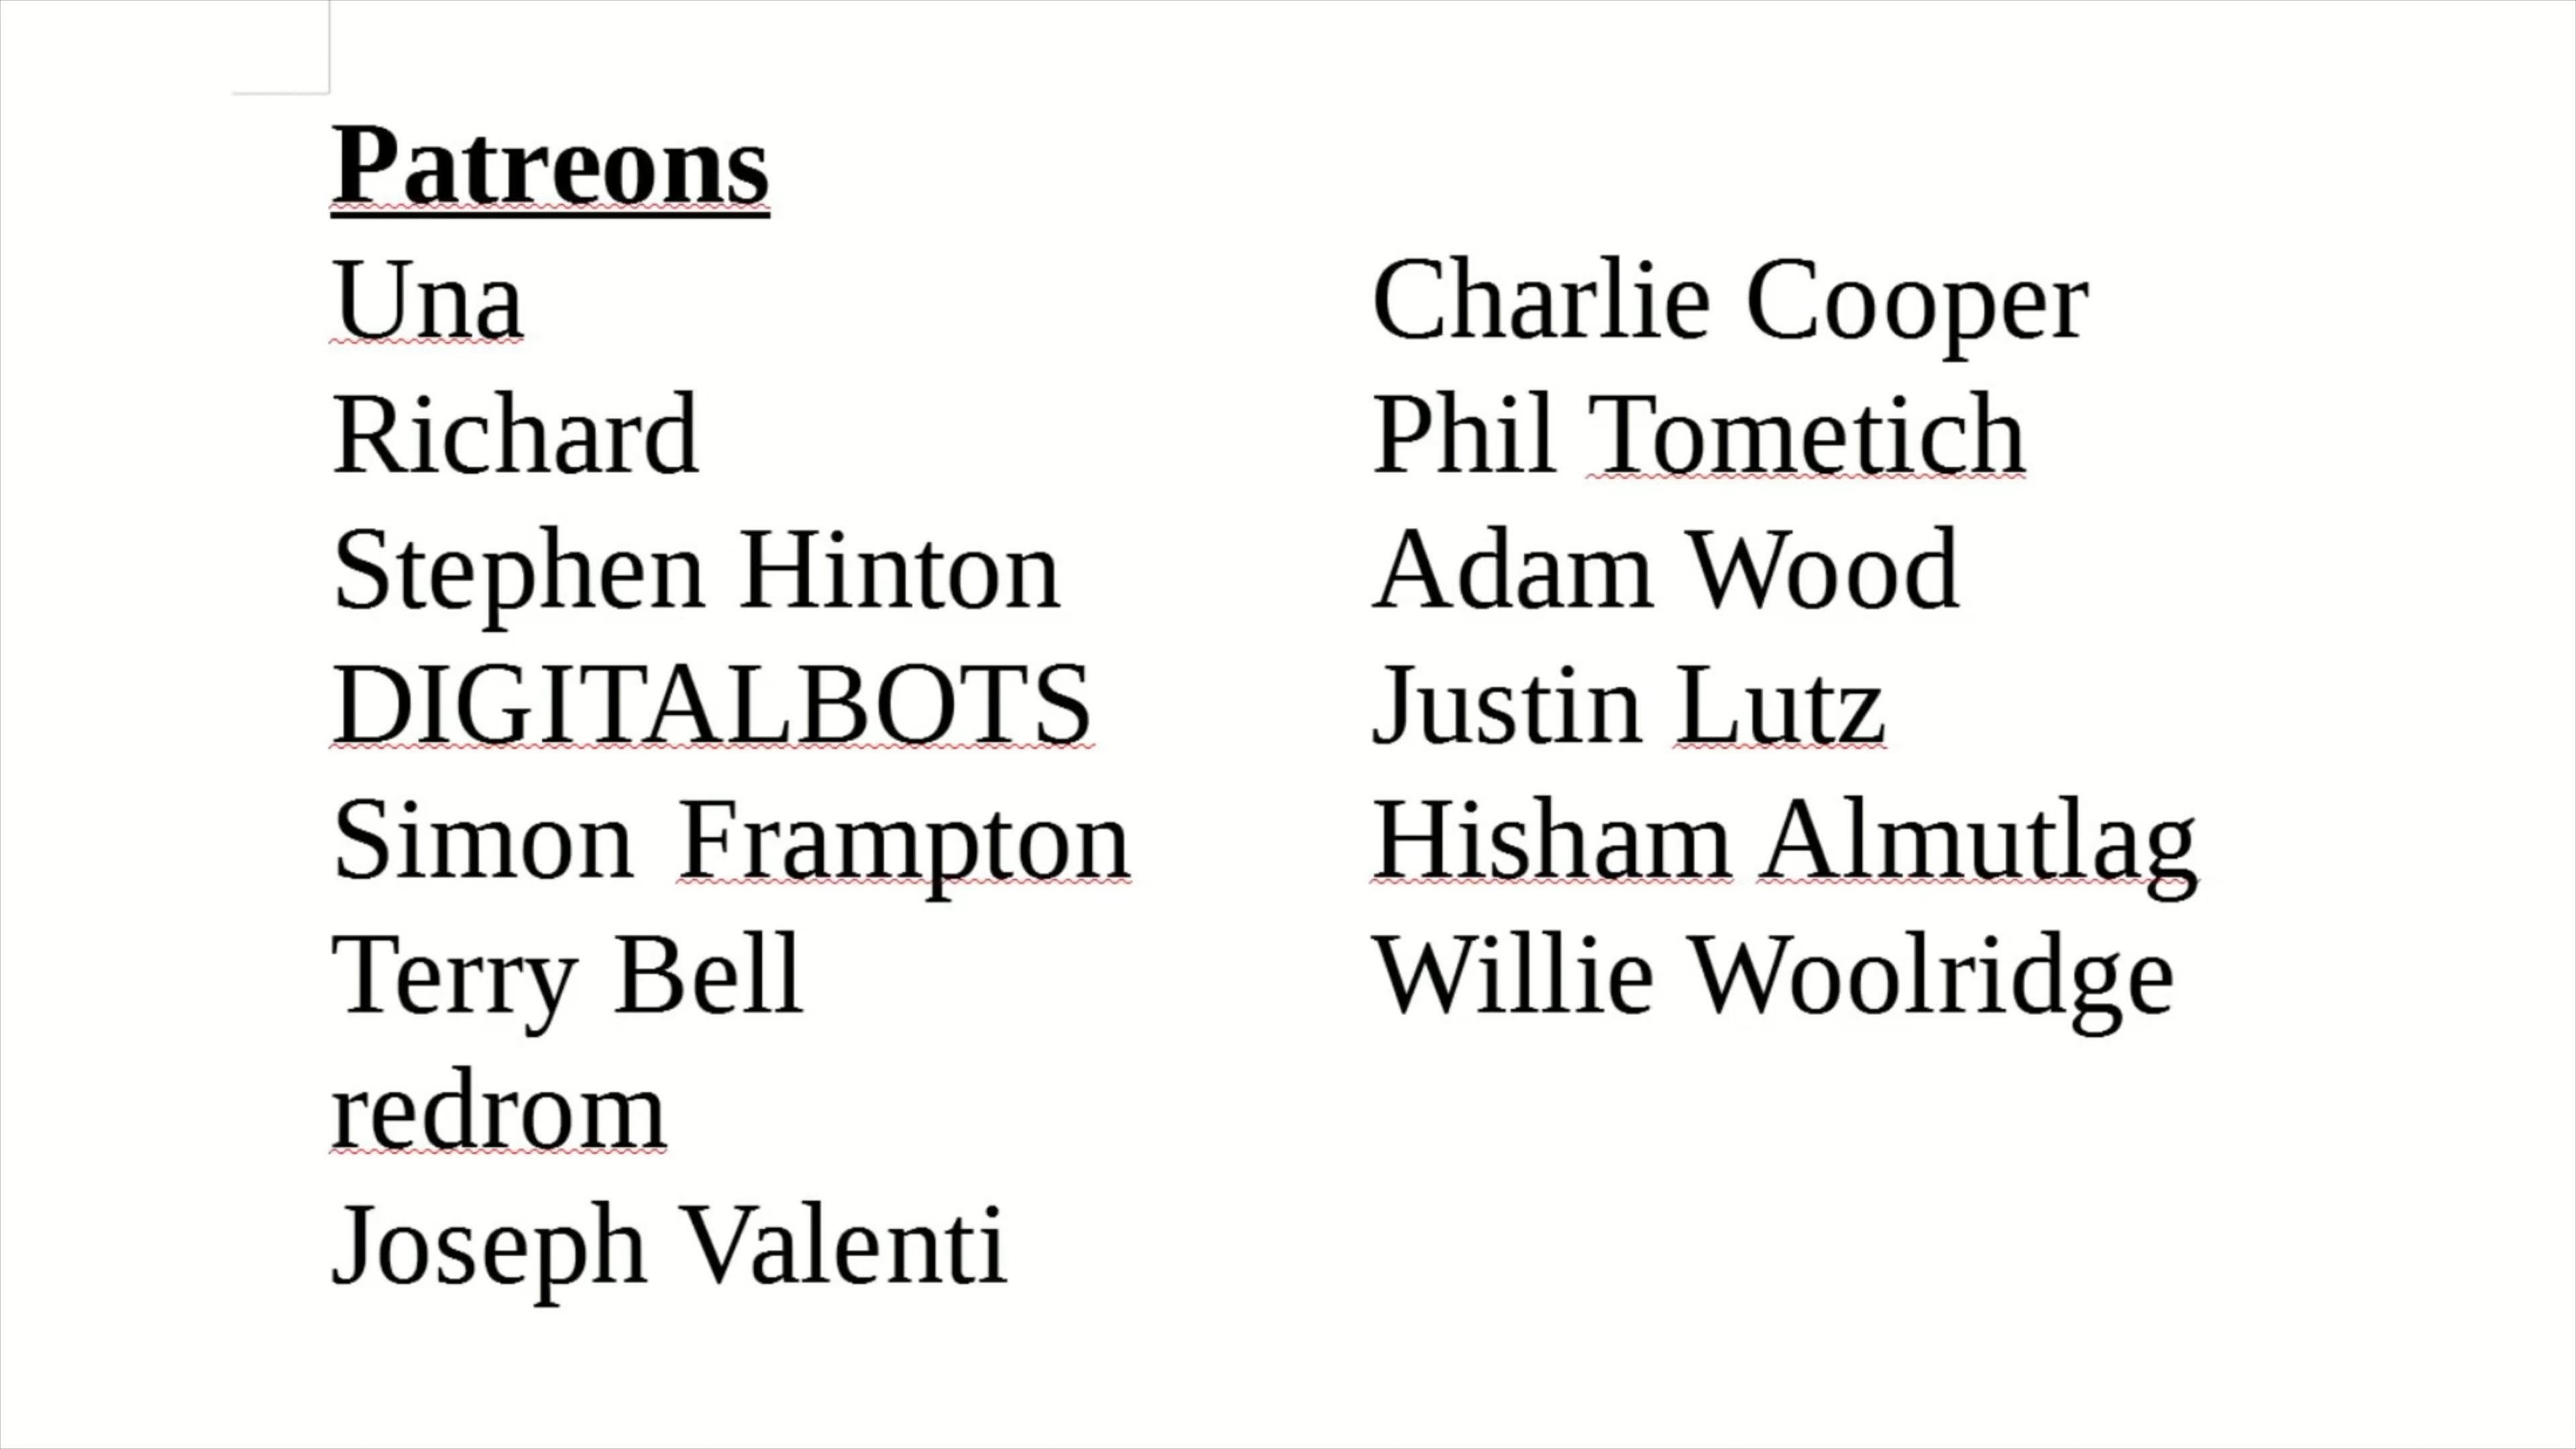 Patreons
Una
Richard
Stephen Hinton
DIGITALBOTS
Simon Frampton
Terry Bell
redrom
Joseph Valenti
Charlie Cooper
Phil Tometich
Adam Wood
Justin Lutz
Hisham Almutlag
Willie Woolridge